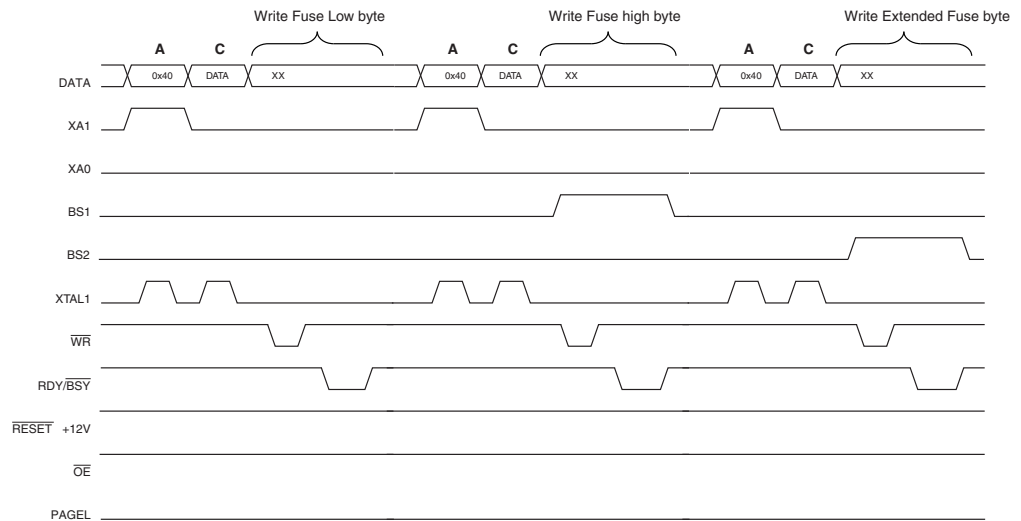 Write Fuse Low byte Write Fuse high byte Write Extended Fuse byte
A C A C A C
DATA 0x40 DATA XX 0x40 DATA XX 0x40 DATA XX
XA1
XA0
BS1
BS2
XTAL1
WR
RDY/BSY
RESET +12V
OE
PAGEL